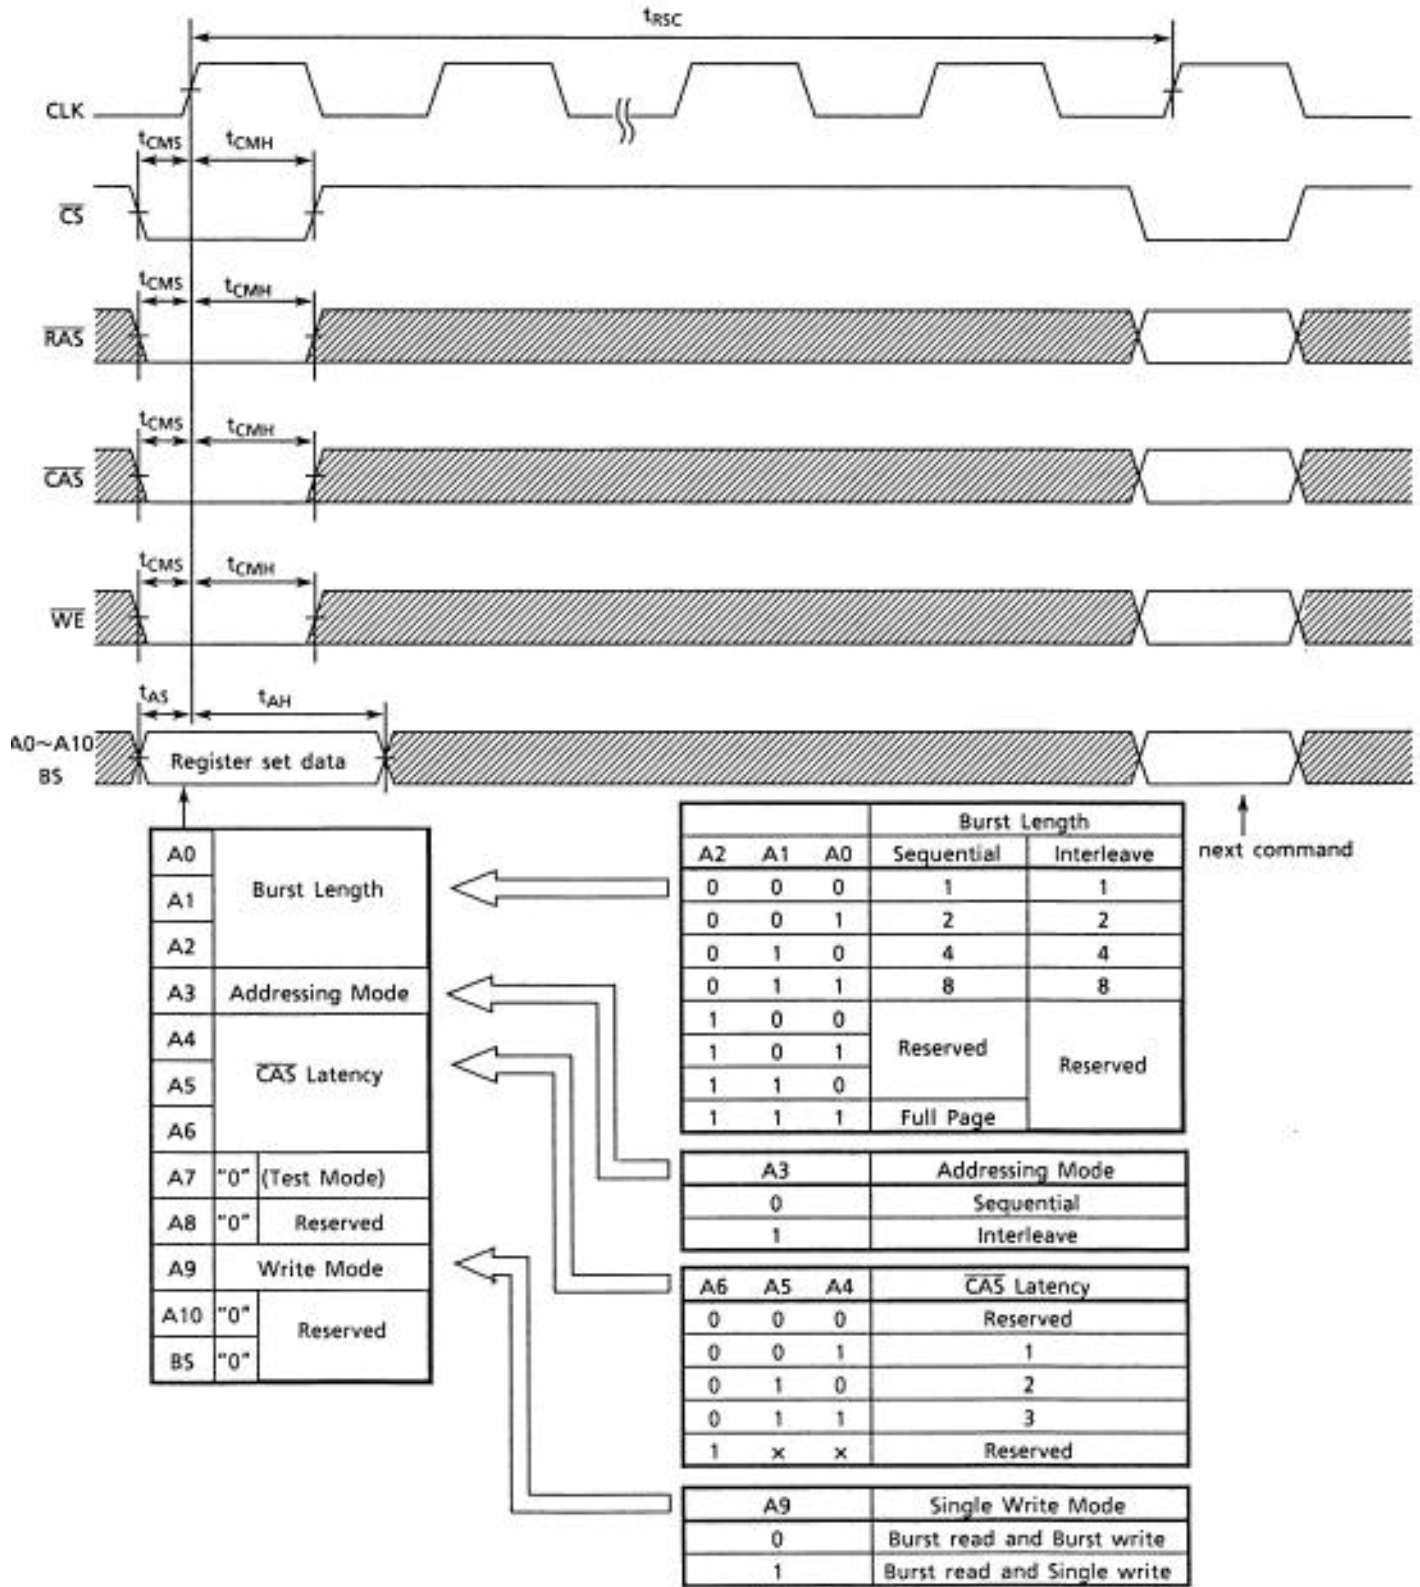 tRSC
CLK
tCMS tCMH
CS
tCMS tCMH
RAS
tCMS tCMH
CAS
tCMS tCMH
WE
tAS tAH
A0~A10
BS
Register set data
next command
A0
A1
A2
Burst Length
A3 Addressing Mode
A4
A5
A6
CAS Latency
A7 "0" (Test Mode)
A8 "0" Reserved
A9 Write Mode
A10 "0"
BS "0"
Reserved
Burst Length
A2 A1 A0 Sequential Interleave
0 0 0 1 1
0 0 1 2 2
0 1 0 4 4
0 1 1 8 8
1 0 0
1 0 1 Reserved Reserved
1 1 0
1 1 1 Full Page
A3 Addressing Mode
0 Sequential
1 Interleave
A6 A5 A4 CAS Latency
0 0 0 Reserved
0 0 1 1
0 1 0 2
0 1 1 3
1 × × Reserved
A9 Single Write Mode
0 Burst read and Burst write
1 Burst read and Single write